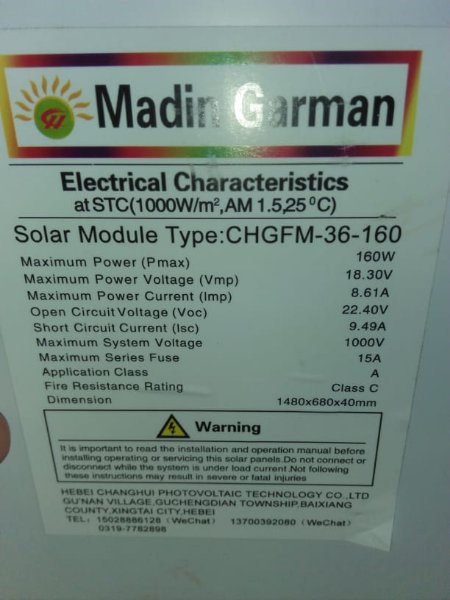 Madin Garman
Electrical Characteristics
at STC(1000W/m²,AM 1.5,25 ⁰C)
Solar Module Type:CHGFM-36-160
Maximum Power (Pmax) 160W
Maximum Power Voltage (Vmp) 18.30V
Maximum Power Current (Imp) 8.61A
Open Circuit Voltage (Voc) 22.40V
Short Circuit Current (Isc) 9.49A
Maximum System Voltage 1000V
Maximum Series Fuse 15A
Application Class A
Fire Resistance Rating Class C
Dimension 1480x680x40mm
Warning
It is important to read the installation and operation manual before
installing operating or servicing this solar panels.Do not connect or
disconnect while the system is under load current.Not following
these instructions may result in severe or fatal injuries
HEBEI CHANGHUI PHOTOVOLTAIC TECHNOLOGY CO.,LTD
GU'NAN VILLAGE,GUCHENGDIAN TOWNSHIP,BAIXIANG
COUNTY,XINGTAI CITY,HEBEI
TEL: 15028886128 (WeChat) 13700392080 (WeChat)
0319-7782898